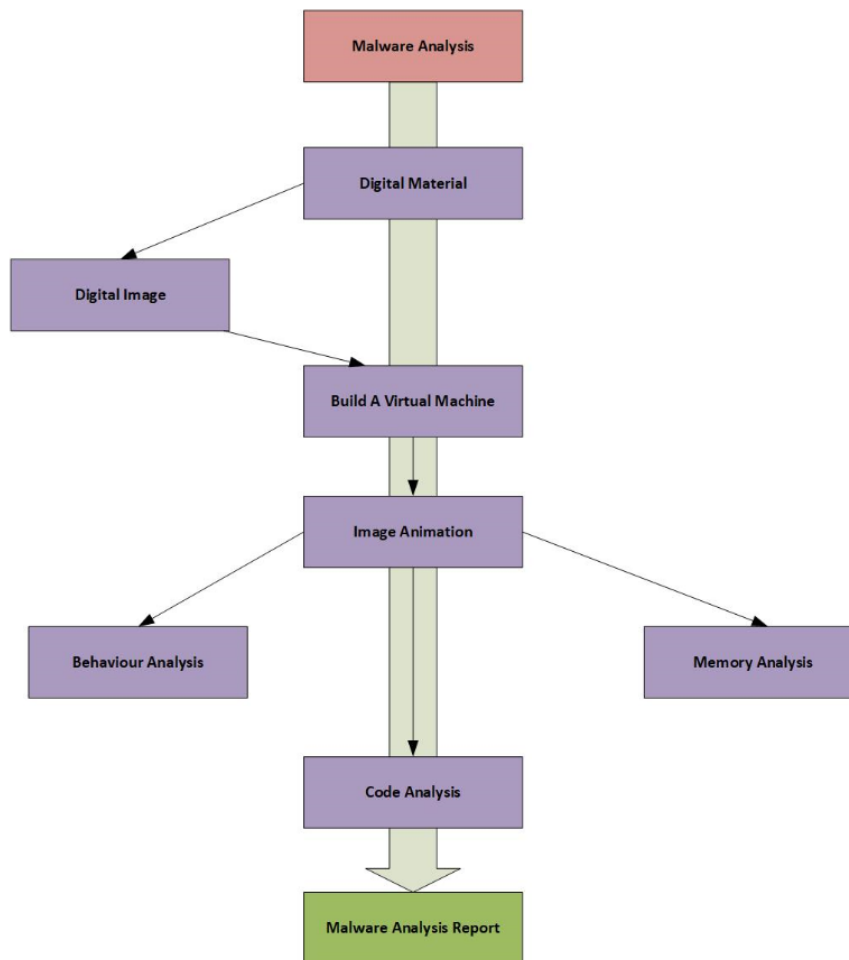 Malware Analysis
Digital Material
Digital Image
Build A Virtual Machine
Image Animation
Behaviour Analysis
Memory Analysis
Code Analysis
Malware Analysis Report